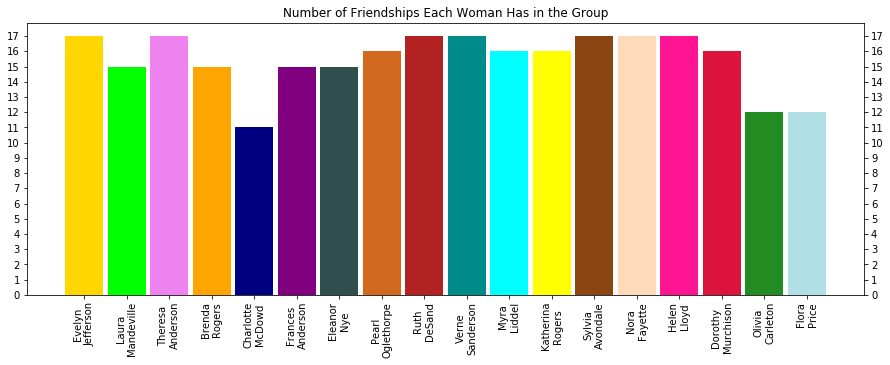 Number of Friendships Each Woman Has in the Group
17 17
16 16
15 15
14 14
13 13
12 12
11 11
10 10
9 9
8 8
7 7
6 6
5 5
4 4
3 3
2 2
1 1
0 0
Evelyn
Jefferson
Laura
Mandeville
Theresa
Anderson
Brenda
Rogers
Charlotte
McDowd
Frances
Anderson
Eleanor
Nye
Pearl
Oglethorpe
Ruth
DeSand
Verne
Sanderson
Myra
Liddel
Katherina
Rogers
Sylvia
Avondale
Nora
Fayette
Helen
Lloyd
Dorothy
Murchison
Olivia
Carleton
Flora
Price